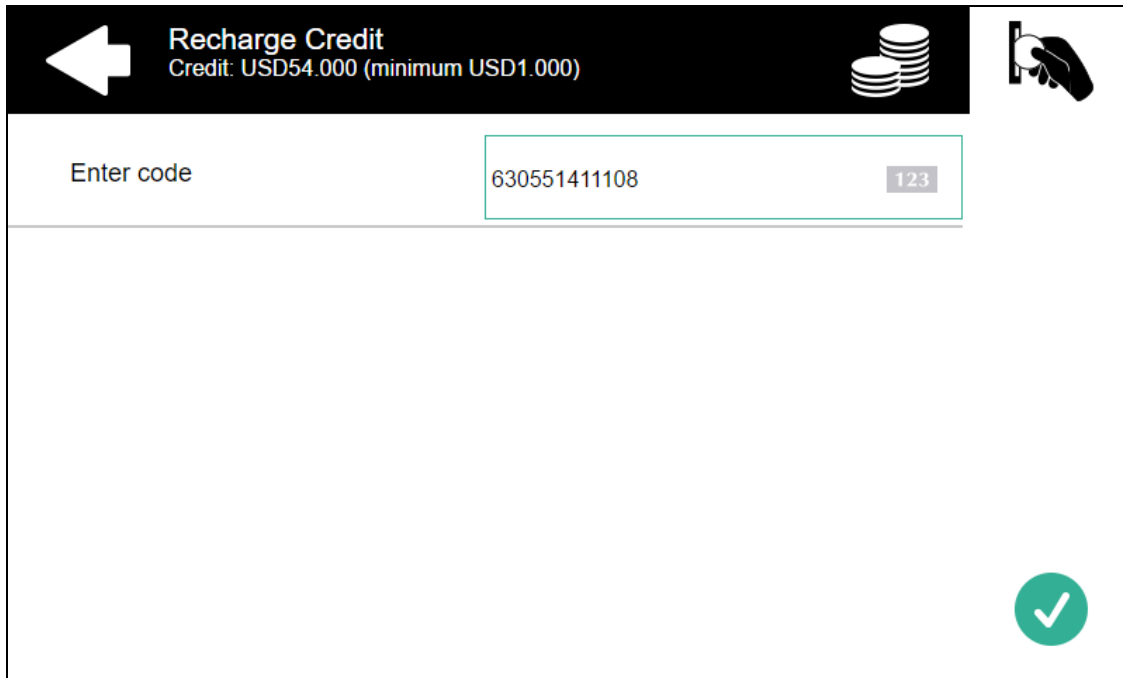 Recharge Credit
Credit: USD54.000 (minimum USD1.000)
Enter code
630551411108
123